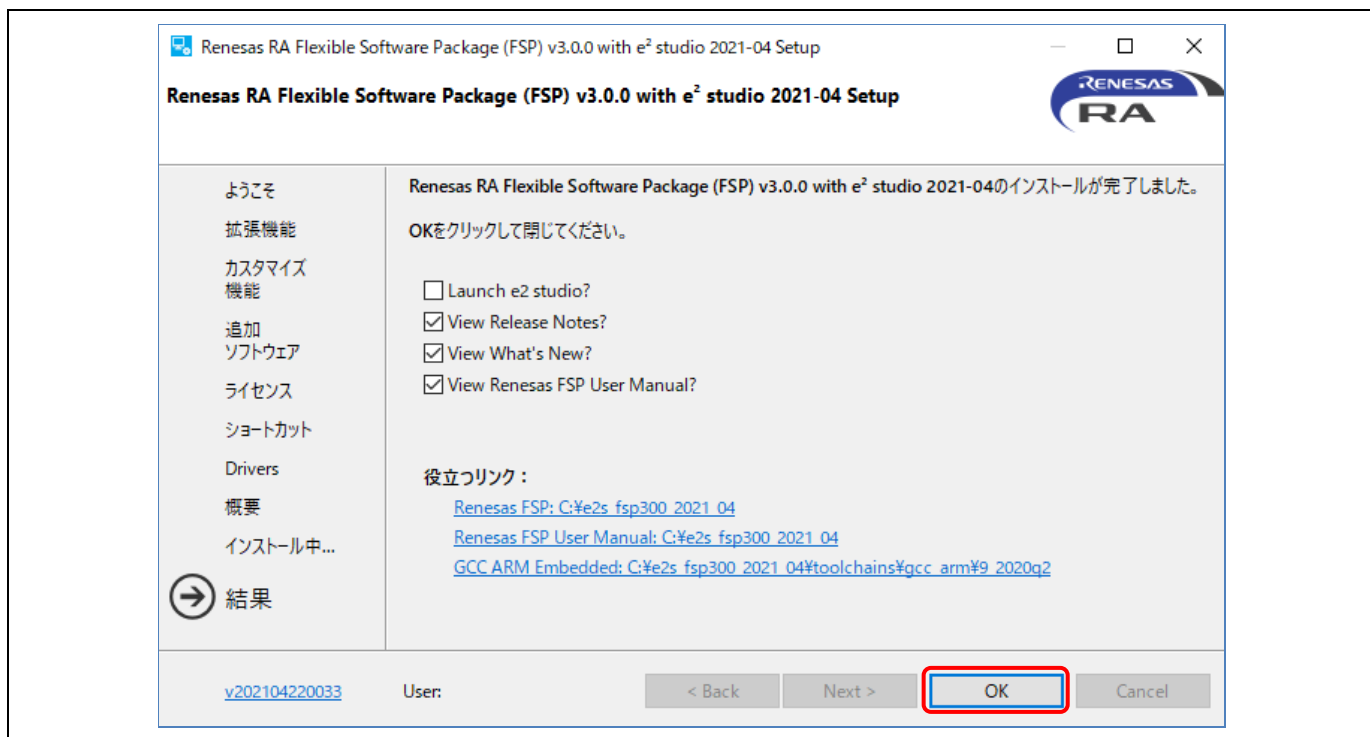 Renesas RA Flexible Software Package (FSP) v3.0.0 with e² studio 2021-04 Setup
Renesas RA Flexible Software Package (FSP) v3.0.0 with e² studio 2021-04 Setup
RENESAS
RA
ようこそ
拡張機能
カスタマイズ
機能
追加
ソフトウェア
ライセンス
ショートカット
Drivers
概要
インストール中...
結果
Renesas RA Flexible Software Package (FSP) v3.0.0 with e² studio 2021-04のインストールが完了しました。
OKをクリックして閉じてください。
Launch e2 studio?
View Release Notes?
View What's New?
View Renesas FSP User Manual?
役立つリンク：
Renesas FSP: C:¥e2s_fsp300_2021_04
Renesas FSP User Manual: C:¥e2s_fsp300_2021_04
GCC ARM Embedded: C:¥e2s_fsp300_2021_04¥toolchains¥gcc_arm¥9_2020q2
v202104220033 User: < Back Next > OK Cancel